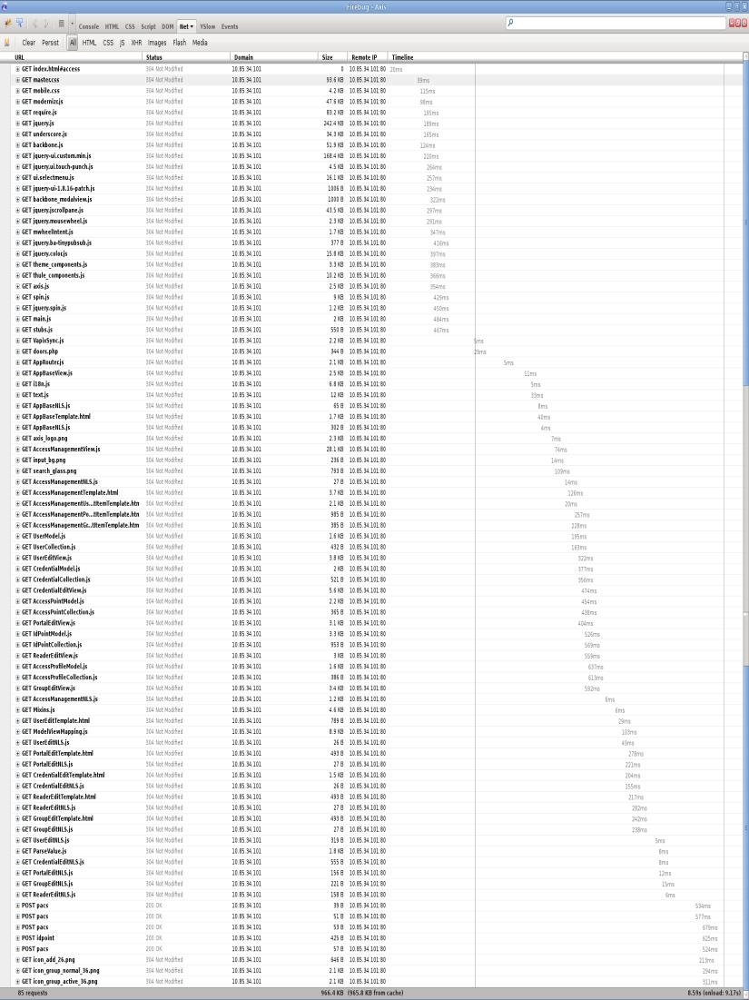 Firebug - Axis
Console HTML CSS Script DOM Net YSlow Events
Clear Persist All HTML CSS JS XHR Images Flash Media
URL Status Domain Size Remote IP Timeline
GET index.html#access 304 Not Modified 10.85.34.101 0 10.85.34.101:80 20ms
GET master.css 304 Not Modified 10.85.34.101 93.6 KB 10.85.34.101:80 39ms
GET mobile.css 304 Not Modified 10.85.34.101 4.2 KB 10.85.34.101:80 115ms
GET modernizr.js 304 Not Modified 10.85.34.101 47.6 KB 10.85.34.101:80 98ms
GET require.js 304 Not Modified 10.85.34.101 83.2 KB 10.85.34.101:80 195ms
GET jquery.js 304 Not Modified 10.85.34.101 242.4 KB 10.85.34.101:80 189ms
GET underscore.js 304 Not Modified 10.85.34.101 34.3 KB 10.85.34.101:80 165ms
GET backbone.js 304 Not Modified 10.85.34.101 51.9 KB 10.85.34.101:80 124ms
GET jquery-ui.custom.min.js 304 Not Modified 10.85.34.101 168.4 KB 10.85.34.101:80 220ms
GET jquery.ui.touch-punch.js 304 Not Modified 10.85.34.101 4.5 KB 10.85.34.101:80 264ms
GET ui.selectmenu.js 304 Not Modified 10.85.34.101 16.1 KB 10.85.34.101:80 257ms
GET jquery-ui-1.8.16-patch.js 304 Not Modified 10.85.34.101 1006 B 10.85.34.101:80 234ms
GET backbone_modalview.js 304 Not Modified 10.85.34.101 1000 B 10.85.34.101:80 322ms
GET jquery.jscrollpane.js 304 Not Modified 10.85.34.101 43.5 KB 10.85.34.101:80 297ms
GET jquery.mousewheel.js 304 Not Modified 10.85.34.101 2.3 KB 10.85.34.101:80 281ms
GET mwheelIntent.js 304 Not Modified 10.85.34.101 1.7 KB 10.85.34.101:80 347ms
GET jquery.ba-tinypubsub.js 304 Not Modified 10.85.34.101 377 B 10.85.34.101:80 416ms
GET jquery.color.js 304 Not Modified 10.85.34.101 15.8 KB 10.85.34.101:80 397ms
GET theme_components.js 304 Not Modified 10.85.34.101 3.3 KB 10.85.34.101:80 383ms
GET thule_components.js 304 Not Modified 10.85.34.101 10.2 KB 10.85.34.101:80 366ms
GET axis.js 304 Not Modified 10.85.34.101 2.5 KB 10.85.34.101:80 354ms
GET spin.js 304 Not Modified 10.85.34.101 9 KB 10.85.34.101:80 429ms
GET jquery.spin.js 304 Not Modified 10.85.34.101 1.2 KB 10.85.34.101:80 450ms
GET main.js 304 Not Modified 10.85.34.101 2 KB 10.85.34.101:80 484ms
GET stubs.js 304 Not Modified 10.85.34.101 550 B 10.85.34.101:80 467ms
GET VapixSync.js 304 Not Modified 10.85.34.101 2.2 KB 10.85.34.101:80 5ms
GET doors.php 304 Not Modified 10.85.34.101 344 B 10.85.34.101:80 29ms
GET AppRouter.js 304 Not Modified 10.85.34.101 2.1 KB 10.85.34.101:80 5ms
GET AppBaseView.js 304 Not Modified 10.85.34.101 2.5 KB 10.85.34.101:80 11ms
GET i18n.js 304 Not Modified 10.85.34.101 6.8 KB 10.85.34.101:80 5ms
GET text.js 304 Not Modified 10.85.34.101 12 KB 10.85.34.101:80 33ms
GET AppBaseNLS.js 304 Not Modified 10.85.34.101 65 B 10.85.34.101:80 8ms
GET AppBaseTemplate.html 304 Not Modified 10.85.34.101 1.7 KB 10.85.34.101:80 40ms
GET AppBaseNLS.js 304 Not Modified 10.85.34.101 302 B 10.85.34.101:80 4ms
GET axis_logo.png 304 Not Modified 10.85.34.101 2.3 KB 10.85.34.101:80 7ms
GET AccessManagementView.js 304 Not Modified 10.85.34.101 28.1 KB 10.85.34.101:80 74ms
GET input_bg.png 304 Not Modified 10.85.34.101 236 B 10.85.34.101:80 14ms
GET search_glass.png 304 Not Modified 10.85.34.101 793 B 10.85.34.101:80 109ms
GET AccessManagementNLS.js 304 Not Modified 10.85.34.101 27 B 10.85.34.101:80 14ms
GET AccessManagementTemplate.html 304 Not Modified 10.85.34.101 3.7 KB 10.85.34.101:80 126ms
GET AccessManagementUs...tItemTemplate.htm 304 Not Modified 10.85.34.101 2.1 KB 10.85.34.101:80 20ms
GET AccessManagementPo...tItemTemplate.htm 304 Not Modified 10.85.34.101 985 B 10.85.34.101:80 257ms
GET AccessManagementGr...tItemTemplate.htm 304 Not Modified 10.85.34.101 385 B 10.85.34.101:80 228ms
GET UserModel.js 304 Not Modified 10.85.34.101 1.6 KB 10.85.34.101:80 195ms
GET UserCollection.js 304 Not Modified 10.85.34.101 432 B 10.85.34.101:80 163ms
GET UserEditView.js 304 Not Modified 10.85.34.101 3.8 KB 10.85.34.101:80 322ms
GET CredentialModel.js 304 Not Modified 10.85.34.101 2 KB 10.85.34.101:80 377ms
GET CredentialCollection.js 304 Not Modified 10.85.34.101 521 B 10.85.34.101:80 356ms
GET CredentialEditView.js 304 Not Modified 10.85.34.101 5.6 KB 10.85.34.101:80 474ms
GET AccessPointModel.js 304 Not Modified 10.85.34.101 2.2 KB 10.85.34.101:80 454ms
GET AccessPointCollection.js 304 Not Modified 10.85.34.101 365 B 10.85.34.101:80 438ms
GET PortalEditView.js 304 Not Modified 10.85.34.101 3.1 KB 10.85.34.101:80 404ms
GET IdPointModel.js 304 Not Modified 10.85.34.101 3.3 KB 10.85.34.101:80 526ms
GET IdPointCollection.js 304 Not Modified 10.85.34.101 953 B 10.85.34.101:80 569ms
GET ReaderEditView.js 304 Not Modified 10.85.34.101 3 KB 10.85.34.101:80 559ms
GET AccessProfileModel.js 304 Not Modified 10.85.34.101 1.6 KB 10.85.34.101:80 637ms
GET AccessProfileCollection.js 304 Not Modified 10.85.34.101 386 B 10.85.34.101:80 613ms
GET GroupEditView.js 304 Not Modified 10.85.34.101 3.4 KB 10.85.34.101:80 592ms
GET AccessManagementNLS.js 304 Not Modified 10.85.34.101 1.2 KB 10.85.34.101:80 6ms
GET Mixins.js 304 Not Modified 10.85.34.101 4.6 KB 10.85.34.101:80 6ms
GET UserEditTemplate.html 304 Not Modified 10.85.34.101 789 B 10.85.34.101:80 29ms
GET ModelViewMapping.js 304 Not Modified 10.85.34.101 8.9 KB 10.85.34.101:80 103ms
GET UserEditNLS.js 304 Not Modified 10.85.34.101 26 B 10.85.34.101:80 49ms
GET PortalEditTemplate.html 304 Not Modified 10.85.34.101 493 B 10.85.34.101:80 278ms
GET PortalEditNLS.js 304 Not Modified 10.85.34.101 27 B 10.85.34.101:80 221ms
GET CredentialEditTemplate.html 304 Not Modified 10.85.34.101 1.5 KB 10.85.34.101:80 204ms
GET CredentialEditNLS.js 304 Not Modified 10.85.34.101 26 B 10.85.34.101:80 155ms
GET ReaderEditTemplate.html 304 Not Modified 10.85.34.101 493 B 10.85.34.101:80 217ms
GET ReaderEditNLS.js 304 Not Modified 10.85.34.101 27 B 10.85.34.101:80 282ms
GET GroupEditTemplate.html 304 Not Modified 10.85.34.101 493 B 10.85.34.101:80 242ms
GET GroupEditNLS.js 304 Not Modified 10.85.34.101 27 B 10.85.34.101:80 238ms
GET UserEditNLS.js 304 Not Modified 10.85.34.101 319 B 10.85.34.101:80 5ms
GET ParseValue.js 304 Not Modified 10.85.34.101 1.8 KB 10.85.34.101:80 8ms
GET CredentialEditNLS.js 304 Not Modified 10.85.34.101 555 B 10.85.34.101:80 8ms
GET PortalEditNLS.js 304 Not Modified 10.85.34.101 156 B 10.85.34.101:80 12ms
GET GroupEditNLS.js 304 Not Modified 10.85.34.101 221 B 10.85.34.101:80 15ms
GET ReaderEditNLS.js 304 Not Modified 10.85.34.101 158 B 10.85.34.101:80 6ms
POST pacs 200 OK 10.85.34.101 39 B 10.85.34.101:80 534ms
POST pacs 200 OK 10.85.34.101 51 B 10.85.34.101:80 577ms
POST pacs 200 OK 10.85.34.101 53 B 10.85.34.101:80 679ms
POST idpoint 200 OK 10.85.34.101 425 B 10.85.34.101:80 625ms
POST pacs 200 OK 10.85.34.101 57 B 10.85.34.101:80 524ms
GET icon_add_26.png 304 Not Modified 10.85.34.101 646 B 10.85.34.101:80 213ms
GET icon_group_normal_36.png 304 Not Modified 10.85.34.101 2.1 KB 10.85.34.101:80 294ms
GET icon_group_active_36.png 304 Not Modified 10.85.34.101 2.1 KB 10.85.34.101:80 311ms
85 requests 966.4 KB (965.8 KB from cache) 8.59s (onload: 9.17s)